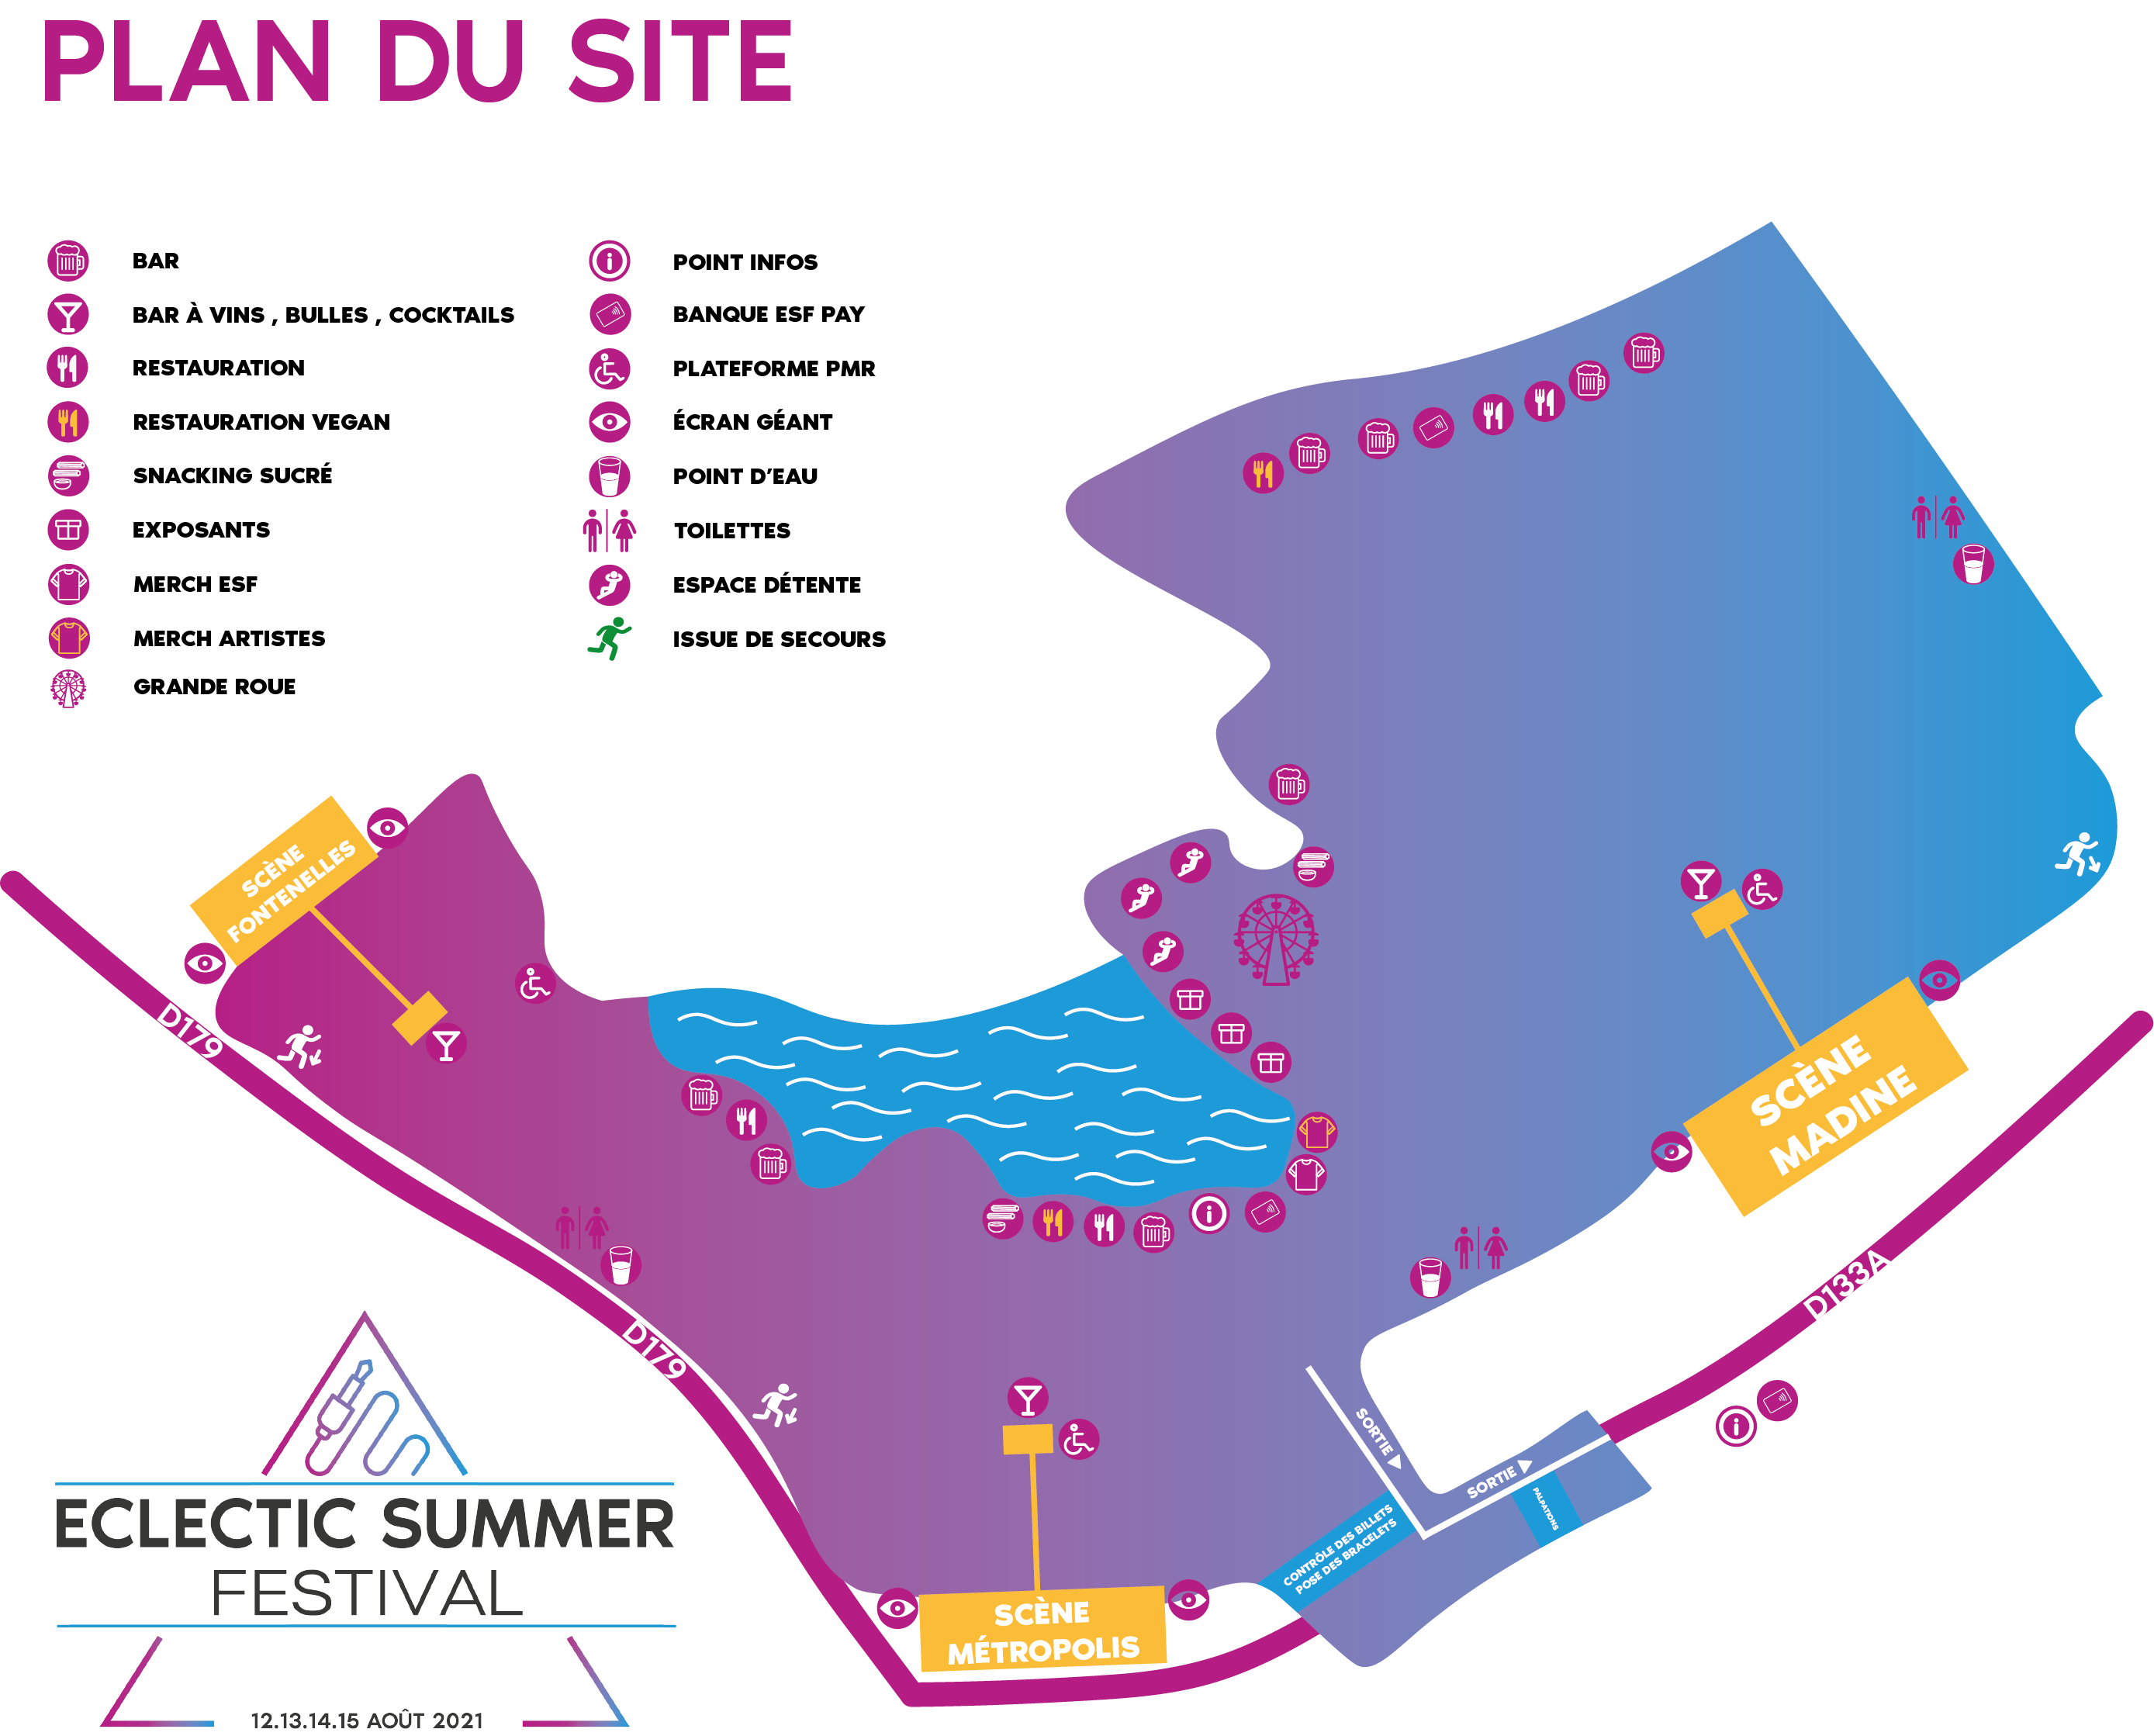 PLAN DU SITE
BAR
BAR À VINS , BULLES , COCKTAILS
RESTAURATION
RESTAURATION VEGAN
SNACKING SUCRÉ
EXPOSANTS
MERCH ESF
MERCH ARTISTES
GRANDE ROUE
POINT INFOS
BANQUE ESF PAY
PLATEFORME PMR
ÉCRAN GÉANT
POINT D'EAU
TOILETTES
ESPACE DÉTENTE
ISSUE DE SECOURS
SCÈNE
FONTENELLES
D179
D179
SCÈNE
MADINE
D133A
SORTIE
SORTIE
PALPATIONS
CONTRÔLE DES BILLETS
POSE DES BRACELETS
SCÈNE
MÉTROPOLIS
ECLECTIC SUMMER
FESTIVAL
12.13.14.15 AOÛT 2021